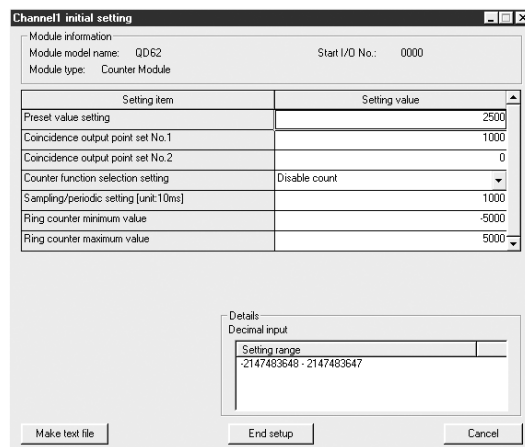 Channel1 initial setting
Module information
Module model name: QD62 Start I/O No.: 0000
Module type: Counter Module
Setting item Setting value
Preset value setting 2500
Coincidence output point set No.1 1000
Coincidence output point set No.2 0
Counter function selection setting Disable count
Sampling/periodic setting [unit:10ms] 1000
Ring counter minimum value -5000
Ring counter maximum value 5000
Details
Decimal input
Setting range
-2147483648 - 2147483647
Make text file End setup Cancel